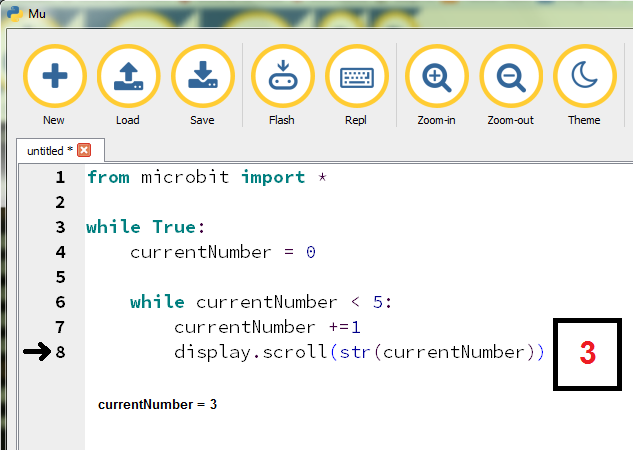 Mu
New Load Save Flash Repl Zoom-in Zoom-out Theme
untitled *
1 from microbit import *
2
3 while True:
4     currentNumber = 0
5
6     while currentNumber < 5:
7         currentNumber +=1
8         display.scroll(str(currentNumber))
3
currentNumber = 3